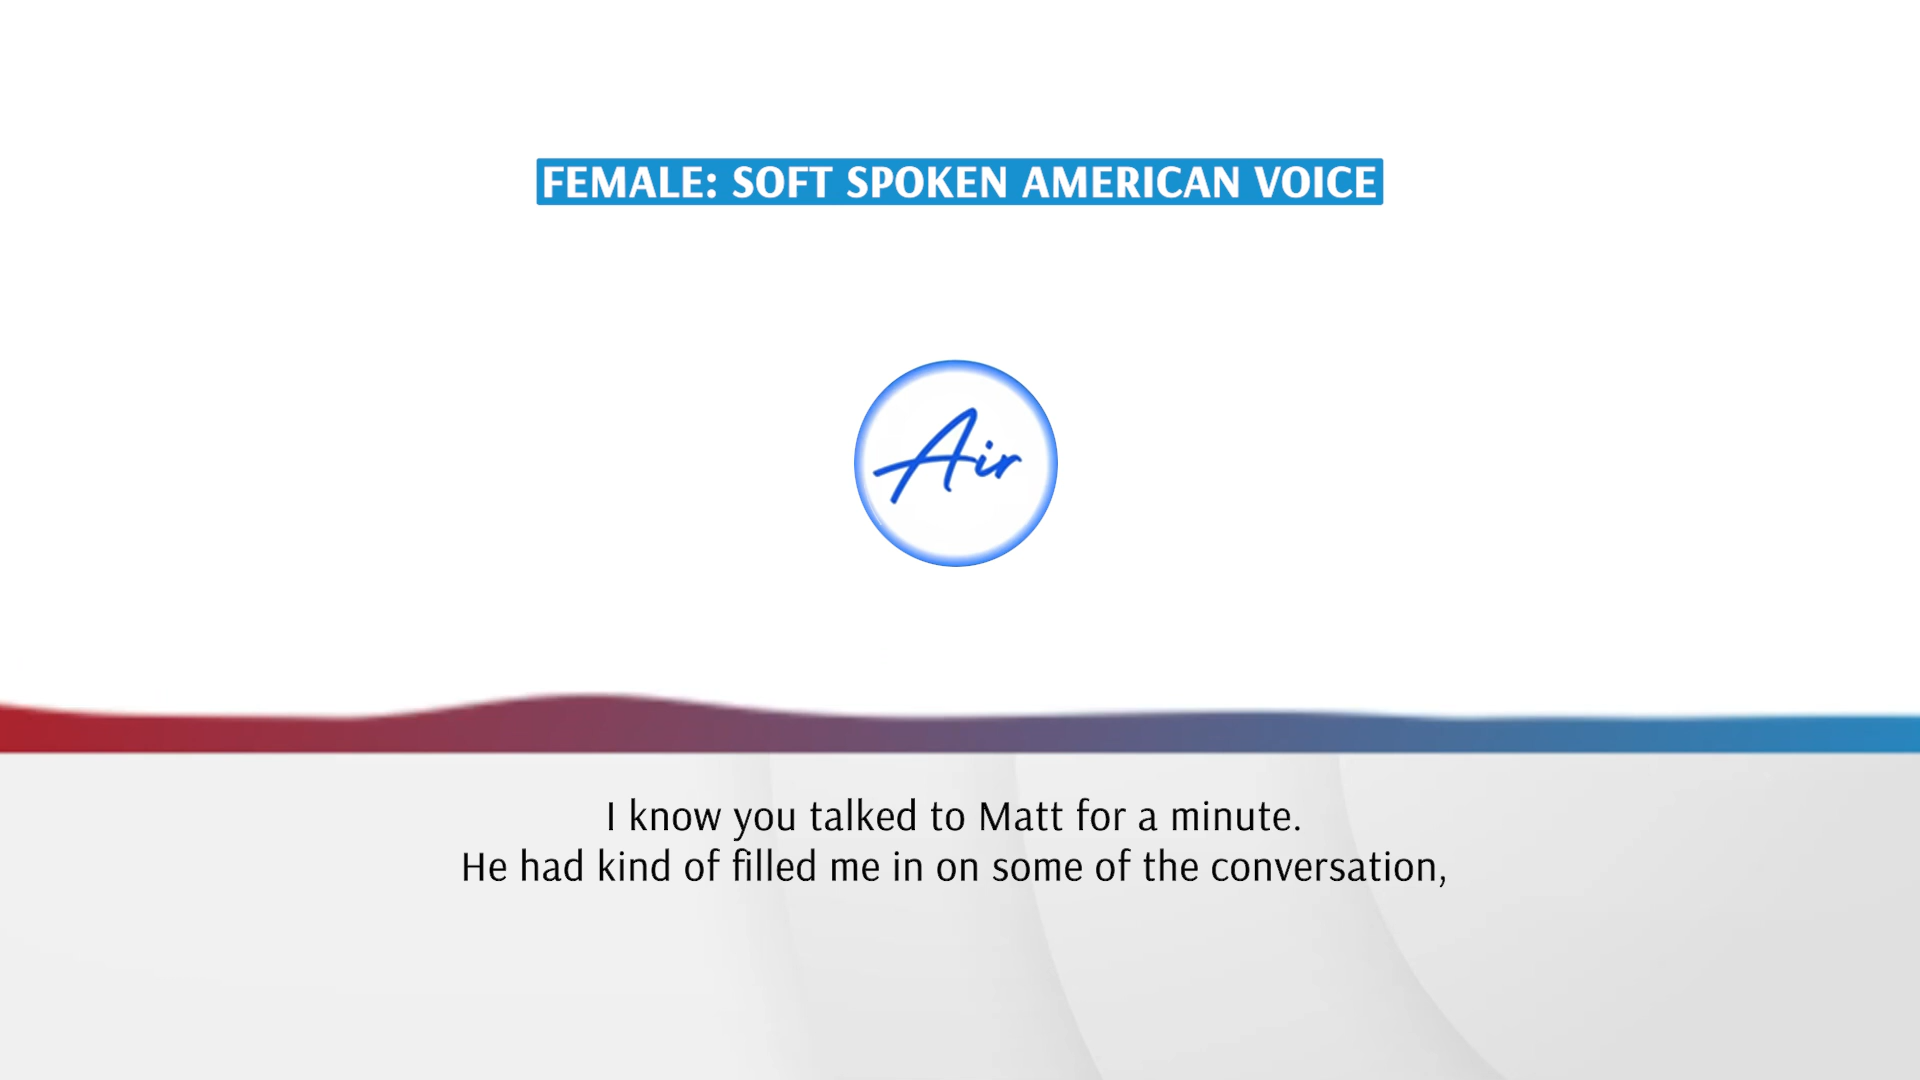 FEMALE: SOFT SPOKEN AMERICAN VOICE
Air
I know you talked to Matt for a minute.
He had kind of filled me in on some of the conversation,